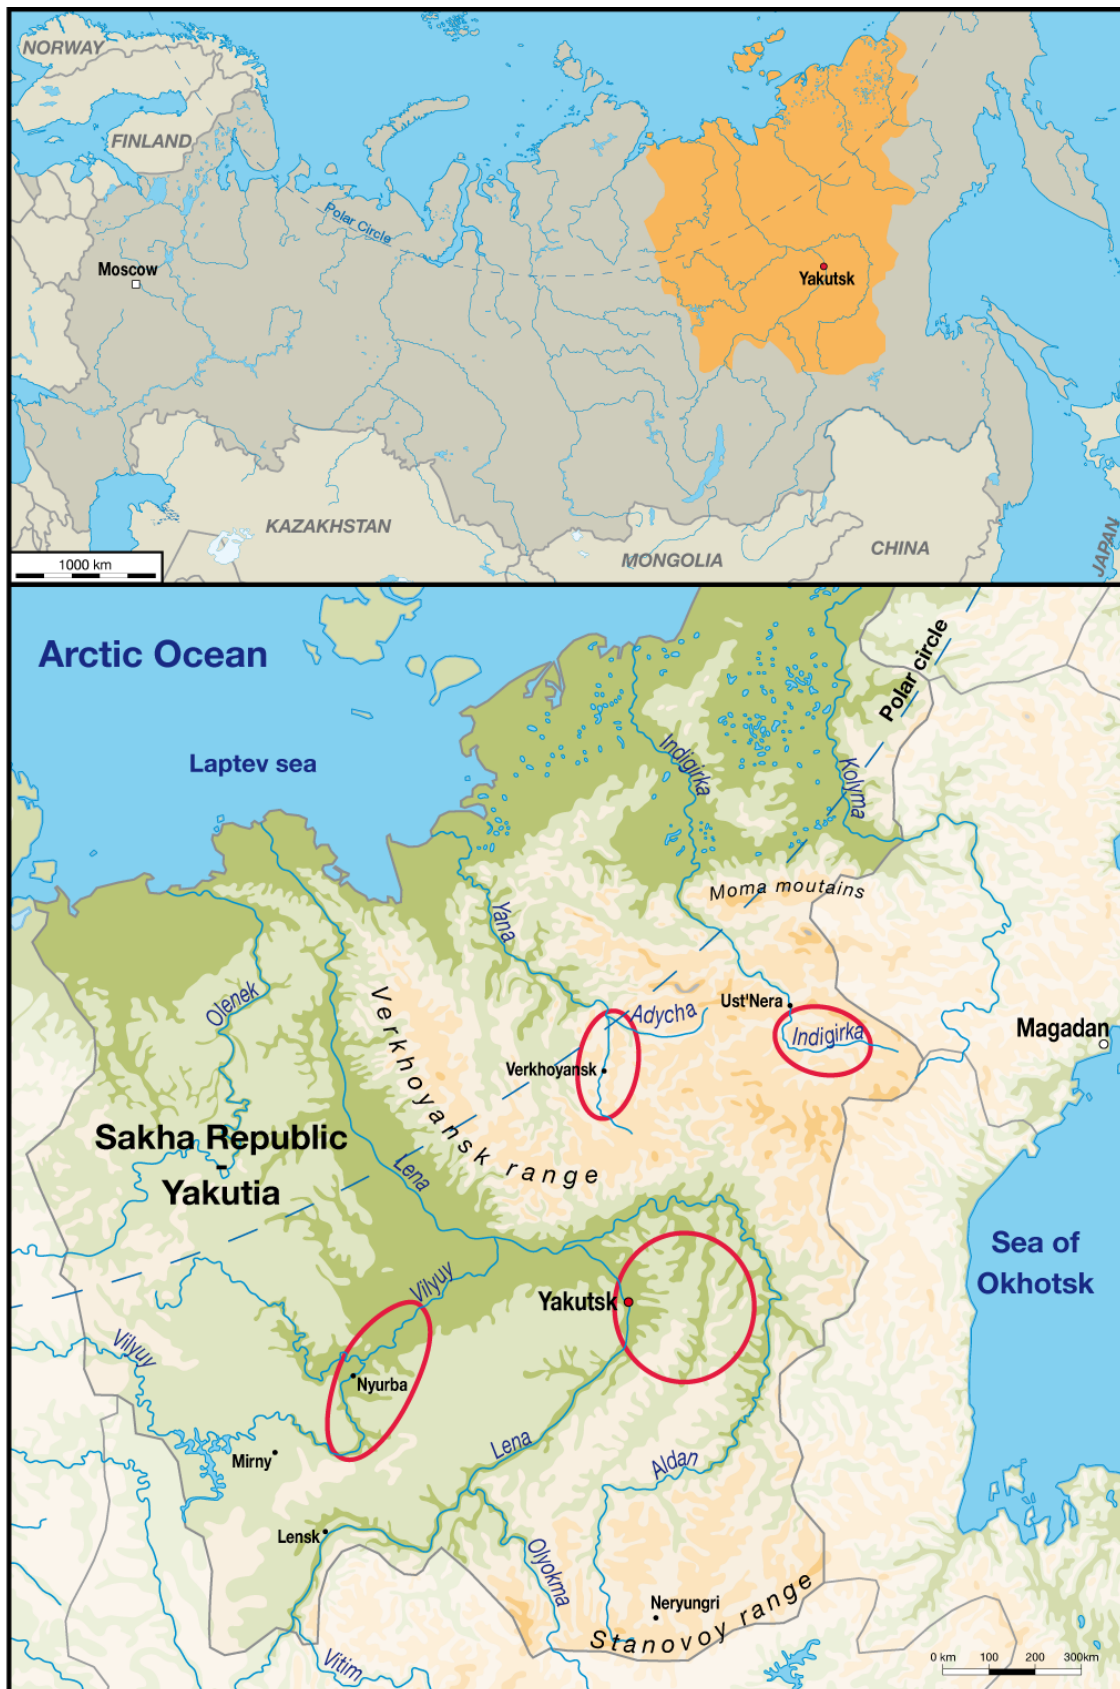 NORWAY
FINLAND
Polar Circle
Moscow
Yakutsk
KAZAKHSTAN
MONGOLIA
CHINA
JAPAN
1000 km
Arctic Ocean
Laptev sea
Polar circle
Indigirka
Kolyma
Moma moutains
Yana
Olenek
Verkhoyansk range
Adycha
Ust'Nera
Indigirka
Magadan
Verkhoyansk
Sakha Republic
-
Yakutia
Lena
Sea of
Okhotsk
Vilyuy
Yakutsk
Vilyuy
Nyurba
Mirny
Lena
Aldan
Lensk
Olyokma
Neryungri
Stanovoy range
Vitim
0 km 100 200 300km